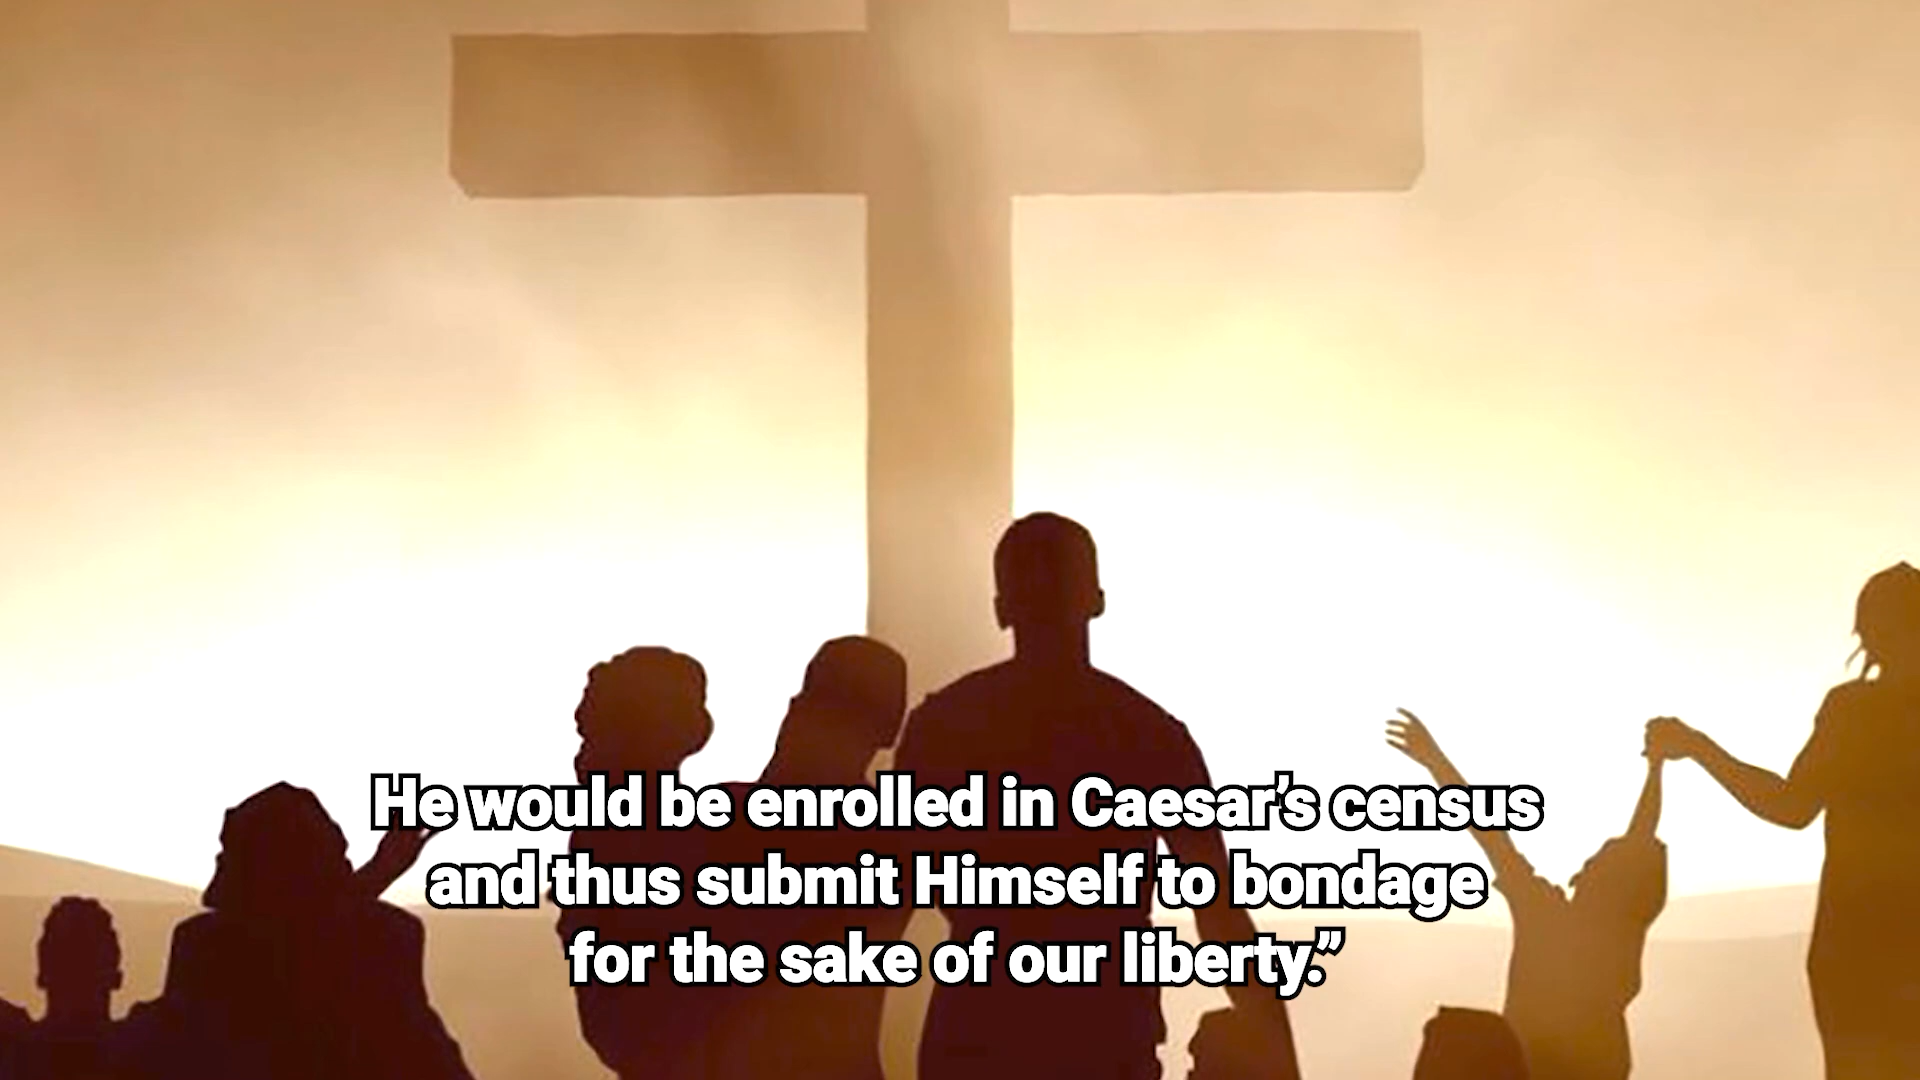 He would be enrolled in Caesar’s census
and thus submit Himself to bondage
for the sake of our liberty.”